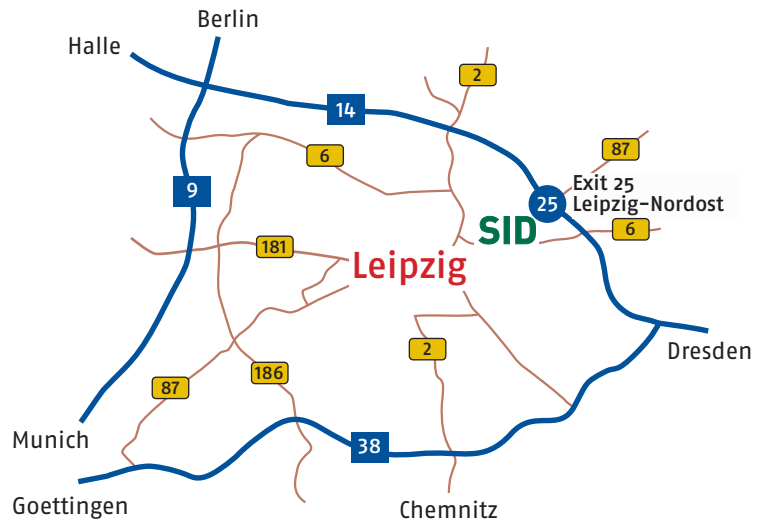 Berlin
Halle
2
14
87
6
Exit 25
Leipzig-Nordost
9
25
SID
6
181
Leipzig
2
Dresden
186
87
Munich
38
Goettingen
Chemnitz